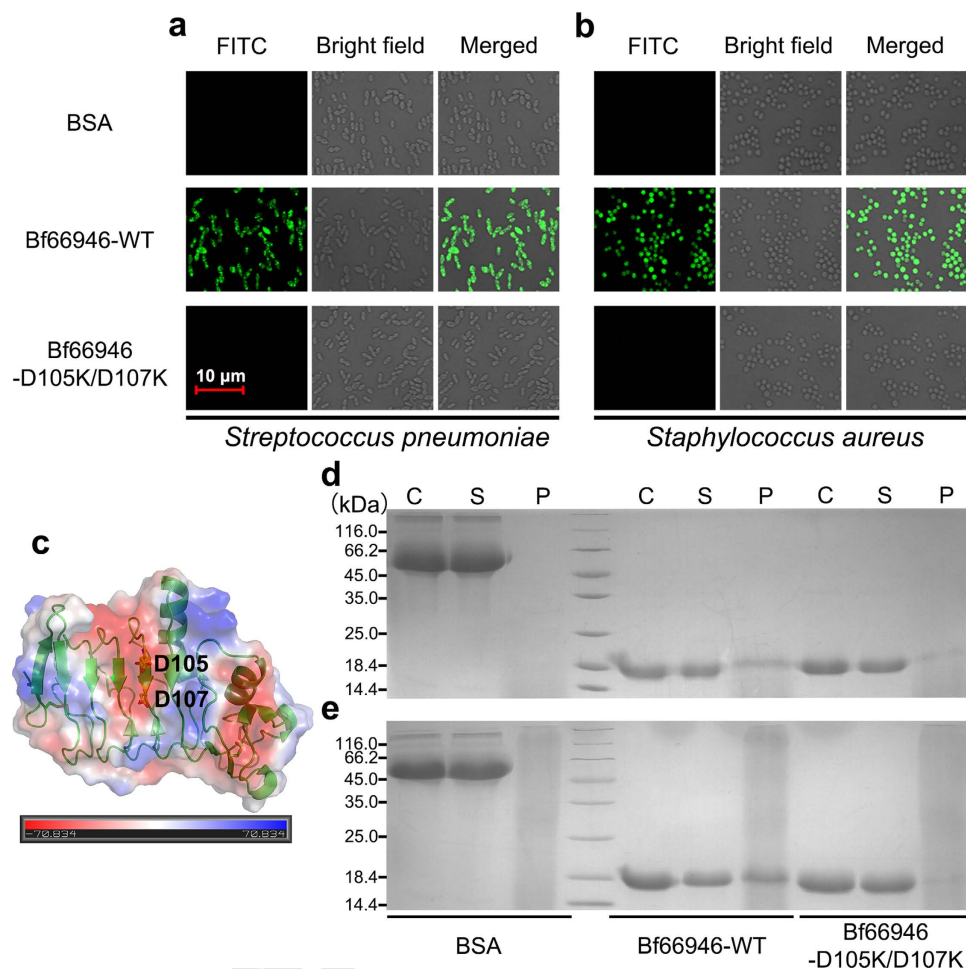 a
b
FITC Bright field Merged
FITC Bright field Merged
BSA
Bf66946-WT
Bf66946
-D105K/D107K
10 µm
Streptococcus pneumoniae
Staphylococcus aureus
c
D105
D107
-70.834 70.834
d
(kDa)
C S P C S P C S P
116.0
66.2
45.0
35.0
25.0
18.4
14.4
e
116.0
66.2
45.0
35.0
25.0
18.4
14.4
BSA
Bf66946-WT
Bf66946
-D105K/D107K